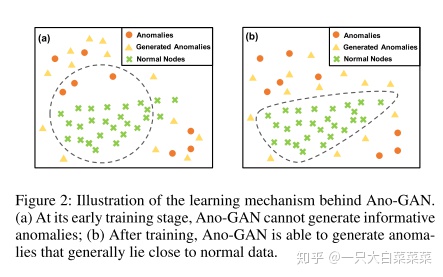 (a)
Anomalies
Generated Anomalies
Normal Nodes
(b)
Anomalies
Generated Anomalies
Normal Nodes
Figure 2: Illustration of the learning mechanism behind Ano-GAN.
(a) At its early training stage, Ano-GAN cannot generate informative
anomalies; (b) After training, Ano-GAN is able to generate anoma-
lies that generally lie close to normal data.
知乎 @一只大白菜菜菜